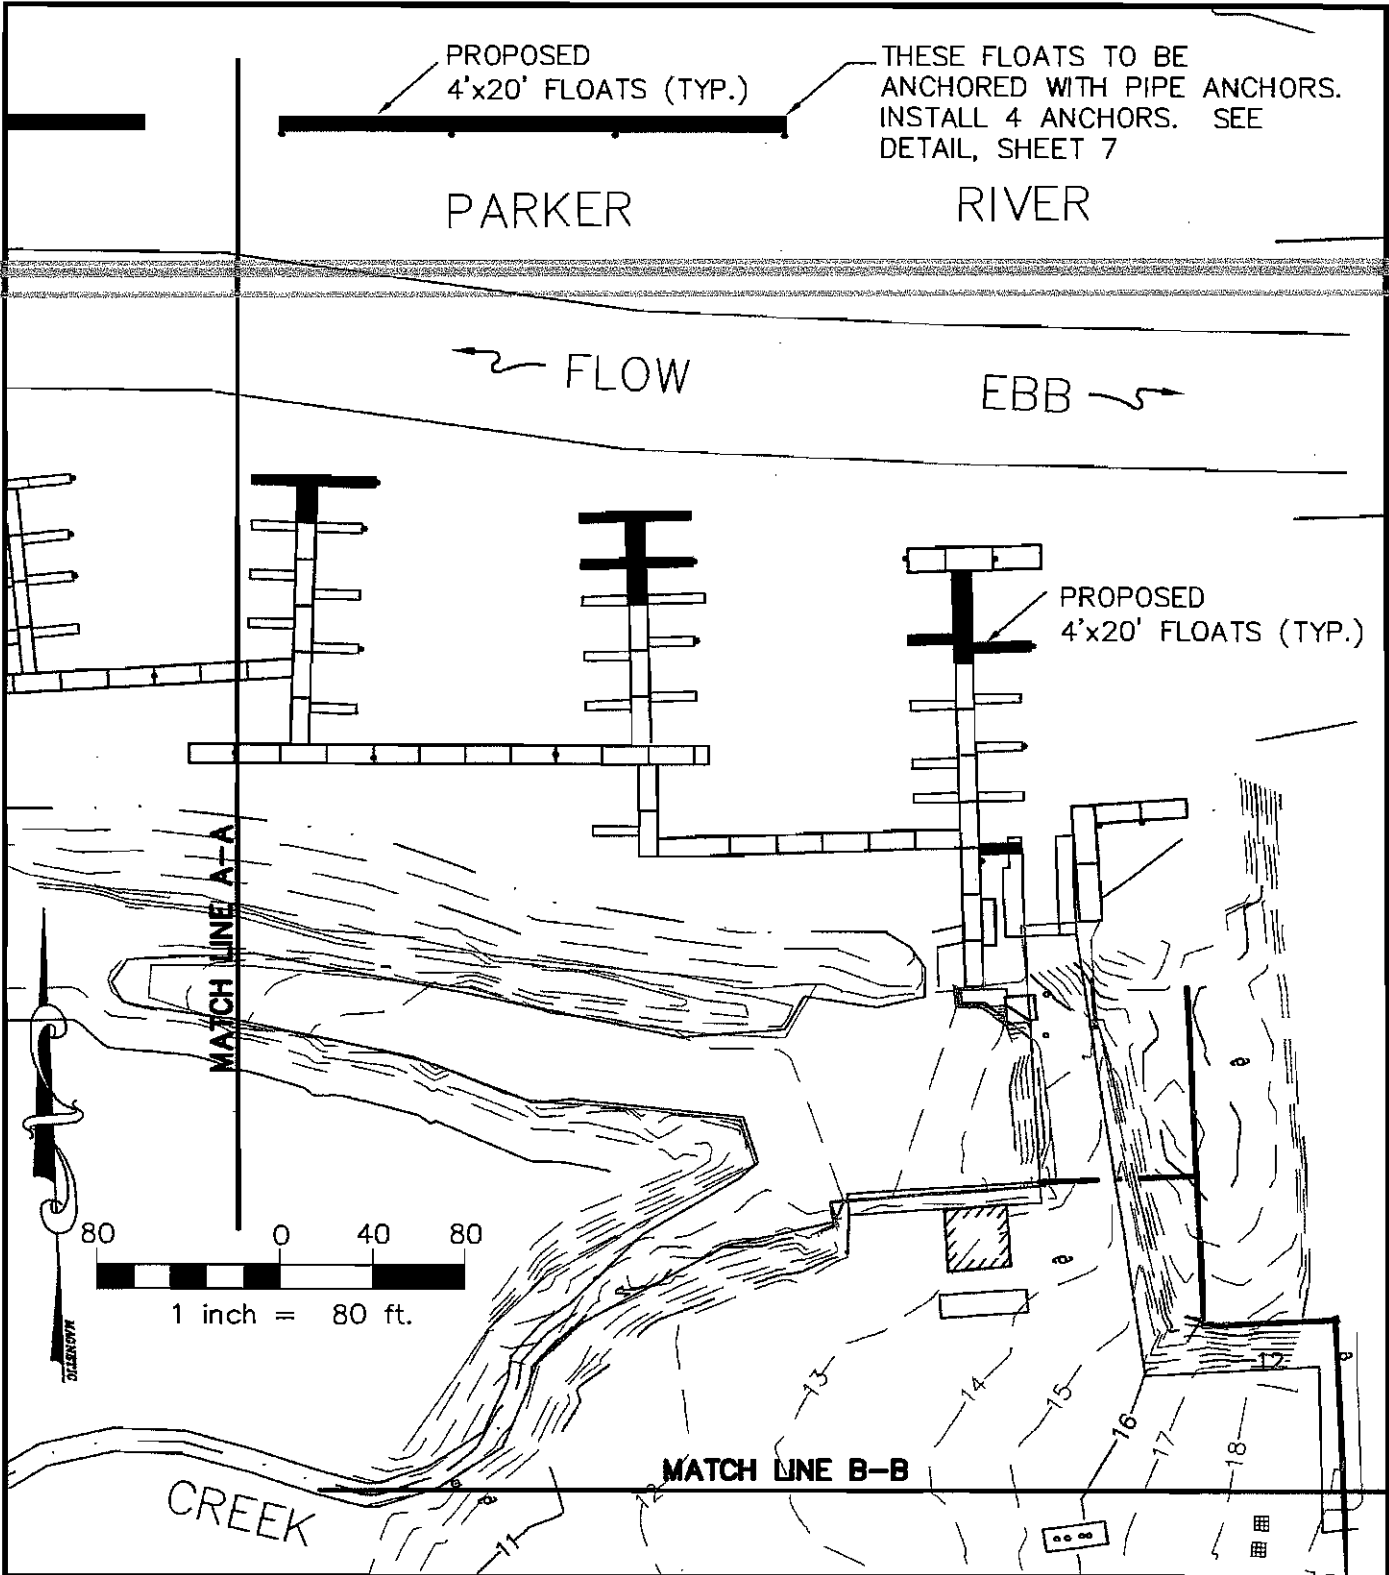 PROPOSED
4'x20' FLOATS (TYP.)
THESE FLOATS TO BE
ANCHORED WITH PIPE ANCHORS.
INSTALL 4 ANCHORS. SEE
DETAIL, SHEET 7
PARKER RIVER
FLOW
EBB
PROPOSED
4'x20' FLOATS (TYP.)
MATCH LINE A-A
80 0 40 80
1 inch = 80 ft.
MAGNETIC
12
13
14
15
16
17
18
MATCH LINE B-B
12
11
CREEK